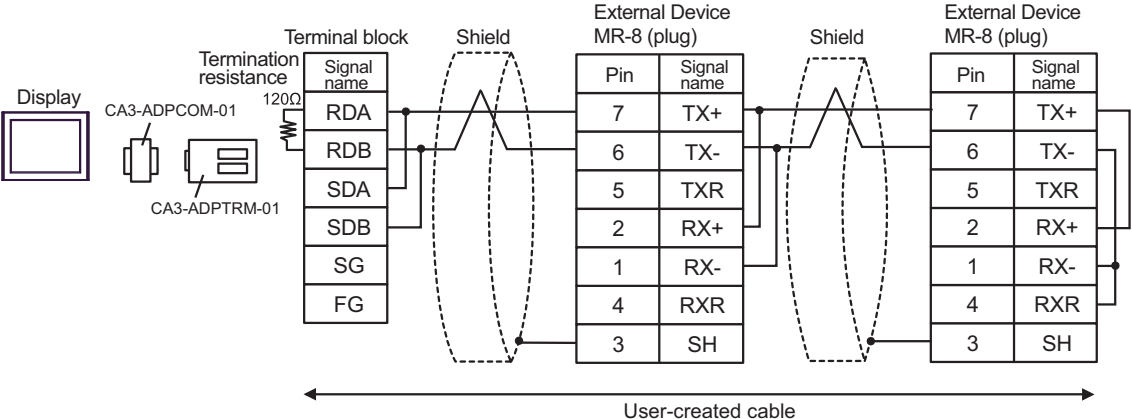 Display
CA3-ADPCOM-01
CA3-ADPTRM-01
Termination
resistance
120Ω
Terminal block
Signal
name
RDA
RDB
SDA
SDB
SG
FG
Shield
External Device
MR-8 (plug)
Pin Signal
name
7 TX+
6 TX-
5 TXR
2 RX+
1 RX-
4 RXR
3 SH
Shield
External Device
MR-8 (plug)
Pin Signal
name
7 TX+
6 TX-
5 TXR
2 RX+
1 RX-
4 RXR
3 SH
User-created cable